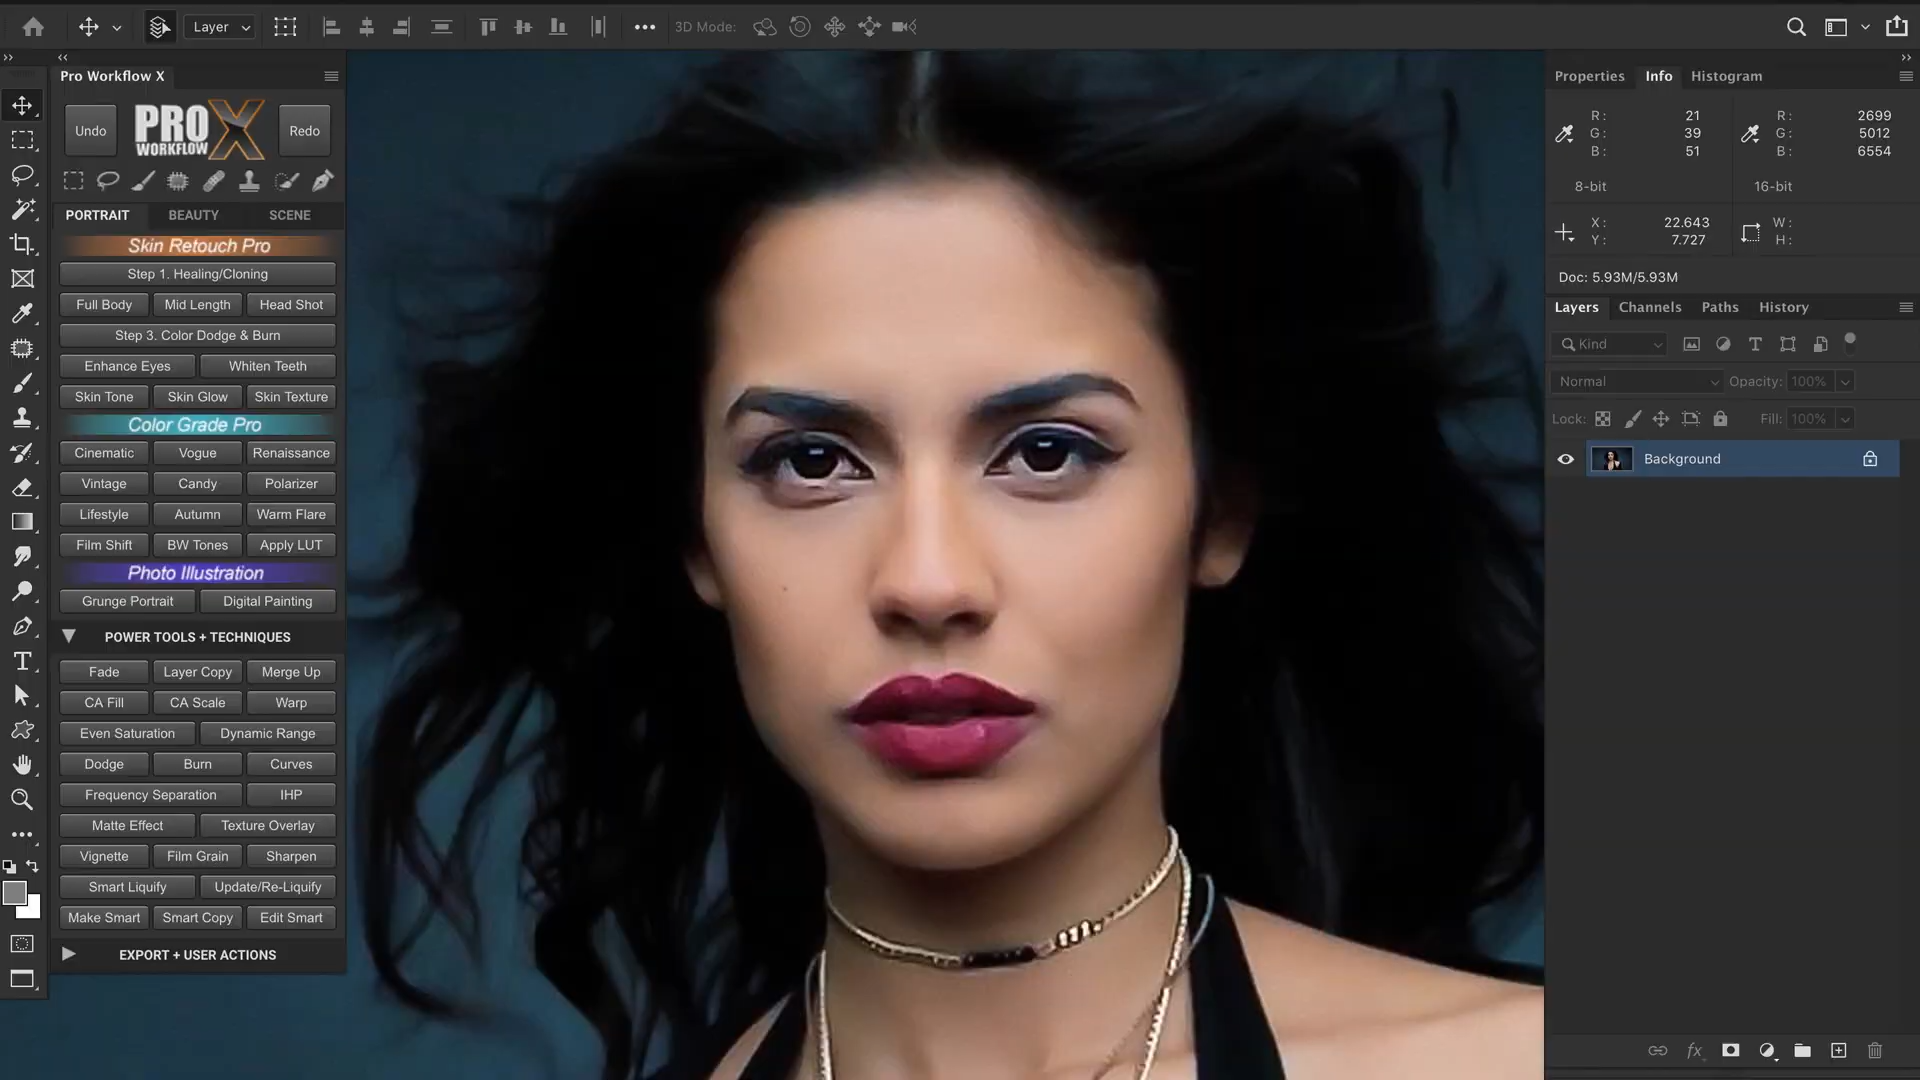 Layer
3D Mode:
Pro Workflow X
Undo
PRO
WORKFLOW
X
Redo
PORTRAIT BEAUTY SCENE
Skin Retouch Pro
Step 1. Healing/Cloning
Full Body Mid Length Head Shot
Step 3. Color Dodge & Burn
Enhance Eyes Whiten Teeth
Skin Tone Skin Glow Skin Texture
Color Grade Pro
Cinematic Vogue Renaissance
Vintage Candy Polarizer
Lifestyle Autumn Warm Flare
Film Shift BW Tones Apply LUT
Photo Illustration
Grunge Portrait Digital Painting
POWER TOOLS + TECHNIQUES
Fade Layer Copy Merge Up
CA Fill CA Scale Warp
Even Saturation Dynamic Range
Dodge Burn Curves
Frequency Separation IHP
Matte Effect Texture Overlay
Vignette Film Grain Sharpen
Smart Liquify Update/Re-Liquify
Make Smart Smart Copy Edit Smart
EXPORT + USER ACTIONS
Properties Info Histogram
R: 21 R: 2699
G: 39 G: 5012
B: 51 B: 6554
8-bit 16-bit
X: 22.643 W:
Y: 7.727 H:
Doc: 5.93M/5.93M
Layers Channels Paths History
Kind
Normal Opacity: 100%
Lock: Fill: 100%
Background
fx